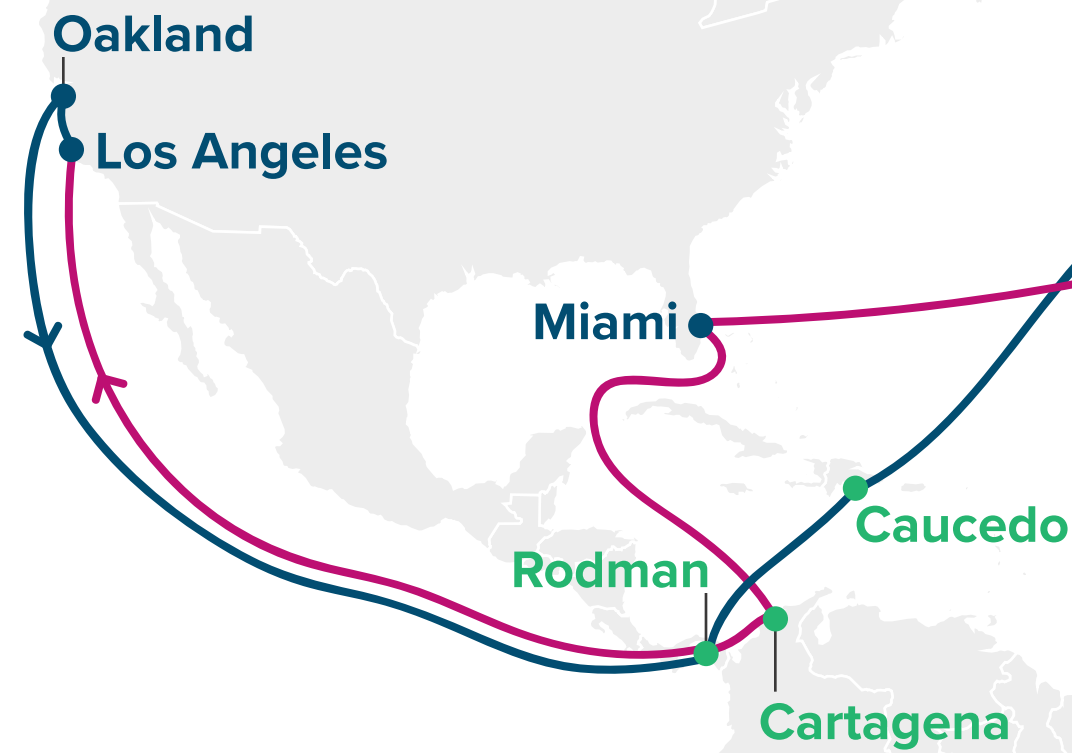 Oakland
Los Angeles
Miami
Caucedo
Rodman
Cartagena